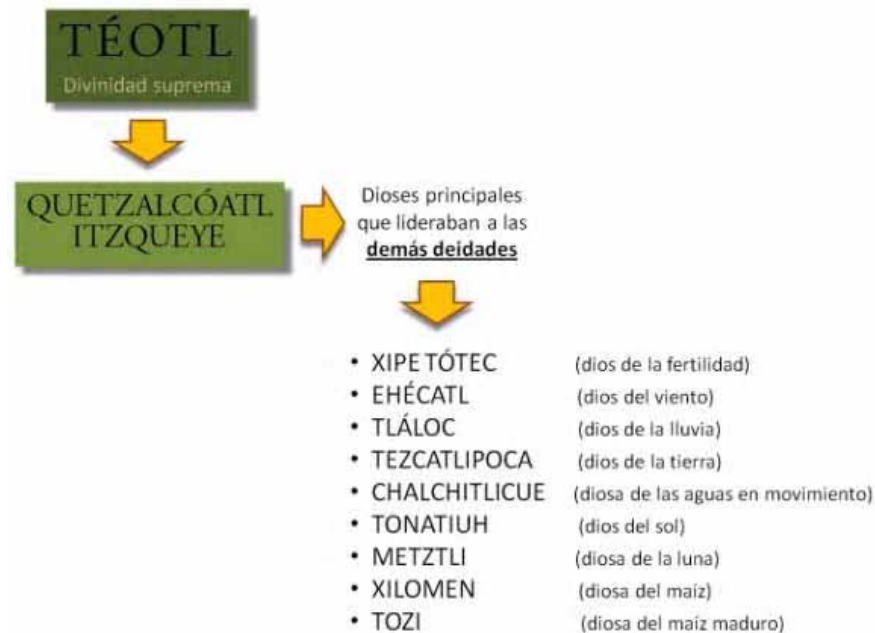 TÉOTL
Divinidad suprema
QUETZALCÓATL
ITZQUEYE
Dioses principales
que lideraban a las
demás deidades
• XIPE TÓTEC (dios de la fertilidad)
• EHÉCATL (dios del viento)
• TLÁLOC (dios de la lluvia)
• TEZCATLIPOCA (dios de la tierra)
• CHALCHITLICUE (diosa de las aguas en movimiento)
• TONATIUH (dios del sol)
• METZTLI (diosa de la luna)
• XILOMEN (diosa del maíz)
• TOZI (diosa del maíz maduro)